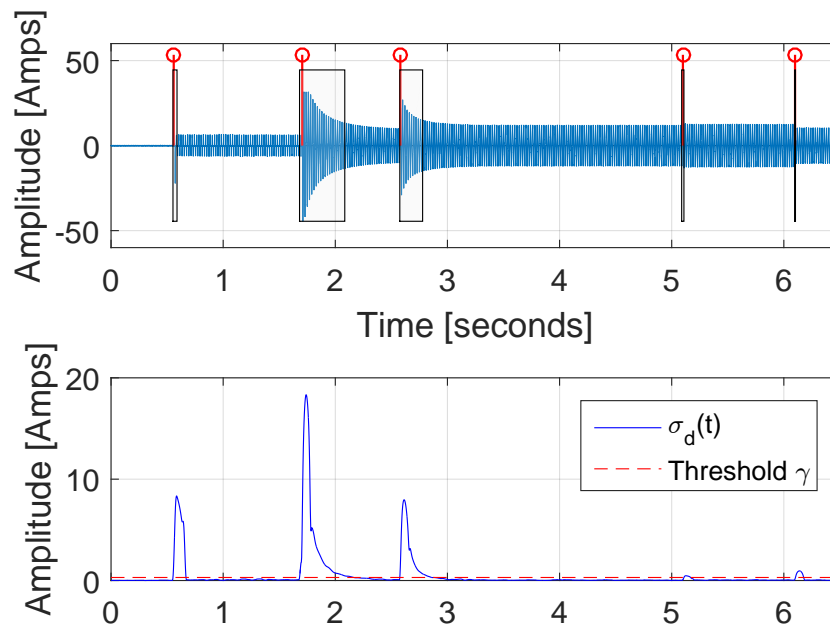 Amplitude [Amps]
50
0
-50
0 1 2 3 4 5 6
Time [seconds]
Amplitude [Amps]
20
10
0
σ_d(t)
Threshold γ
0 1 2 3 4 5 6